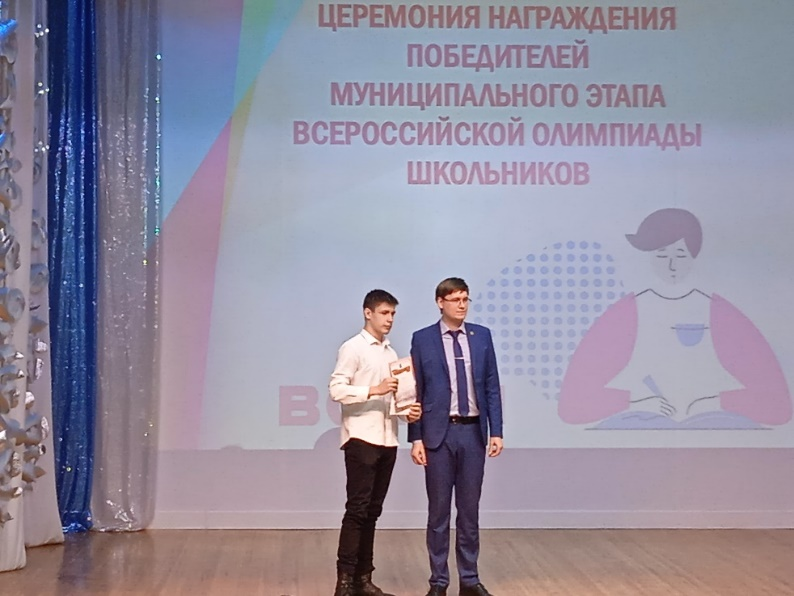 ЦЕРЕМОНИЯ НАГРАЖДЕНИЯ
ПОБЕДИТЕЛЕЙ
МУНИЦИПАЛЬНОГО ЭТАПА
ВСЕРОССИЙСКОЙ ОЛИМПИАДЫ
ШКОЛЬНИКОВ